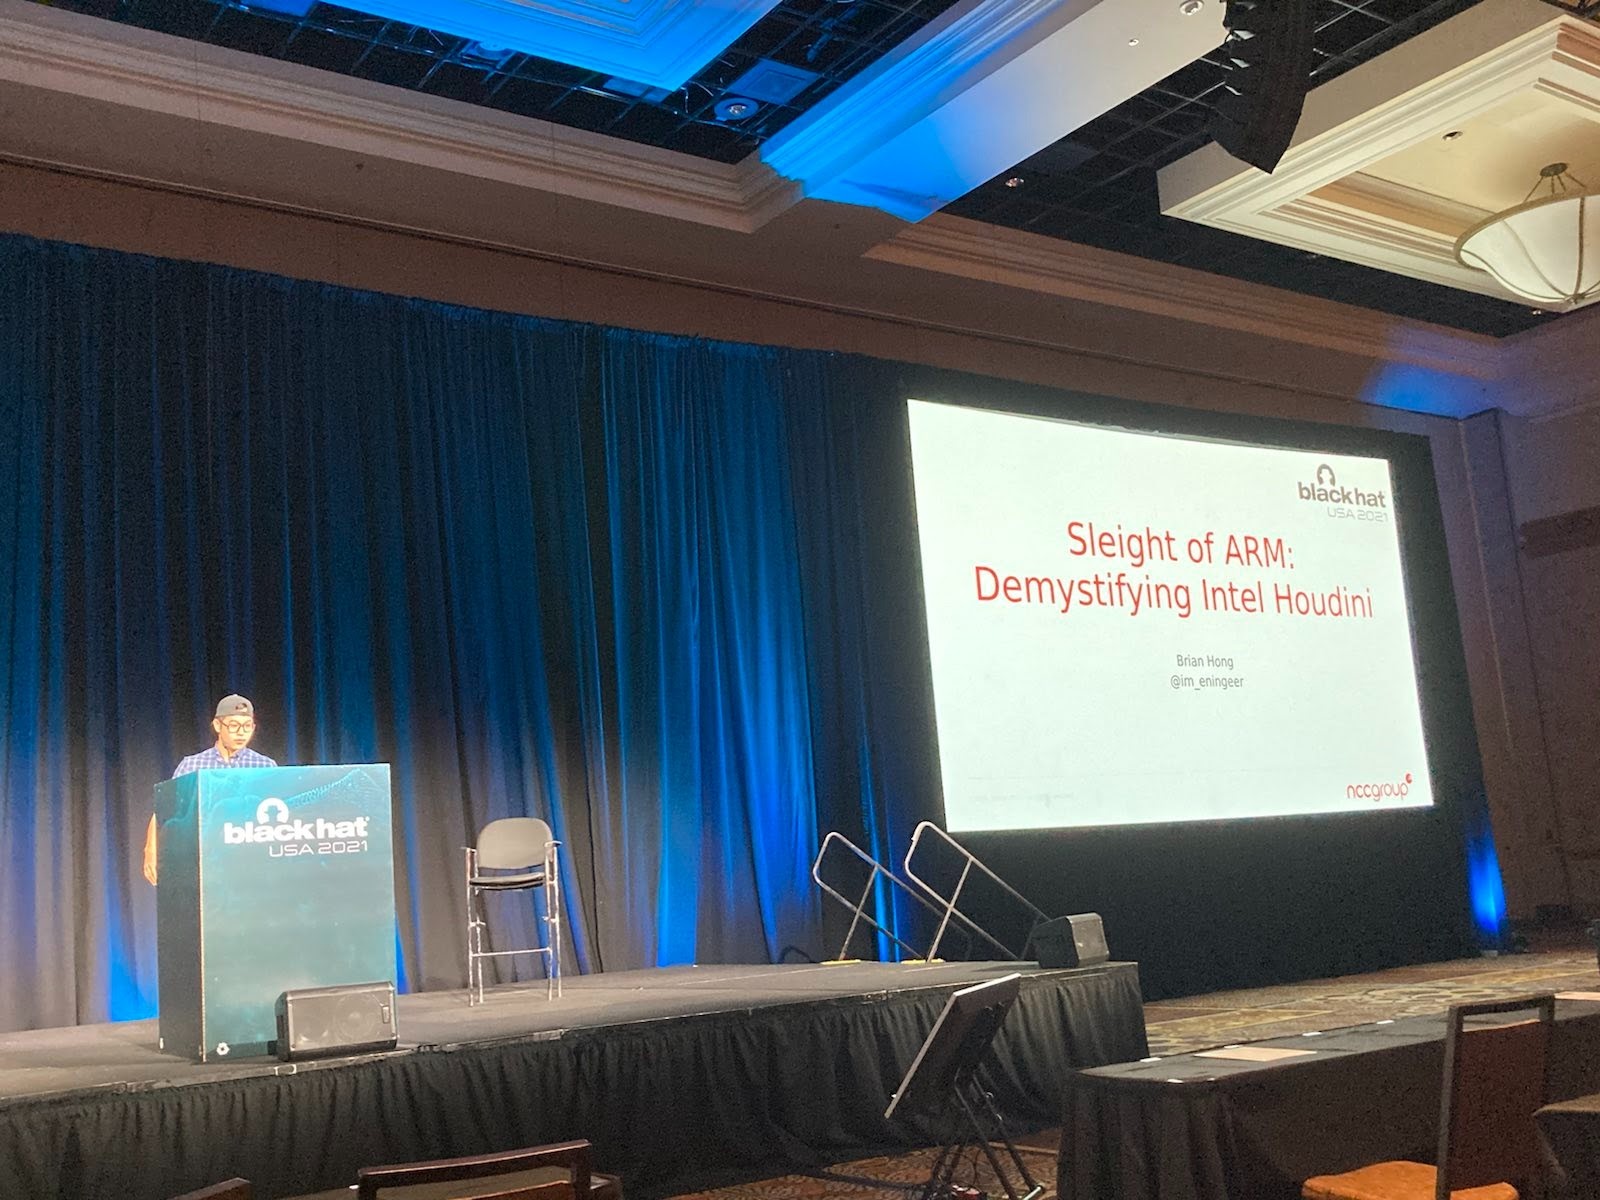 black hat
USA 2021
Sleight of ARM:
Demystifying Intel Houdini
Brian Hong
@im_eningeer
nccgroup
black hat
USA 2021